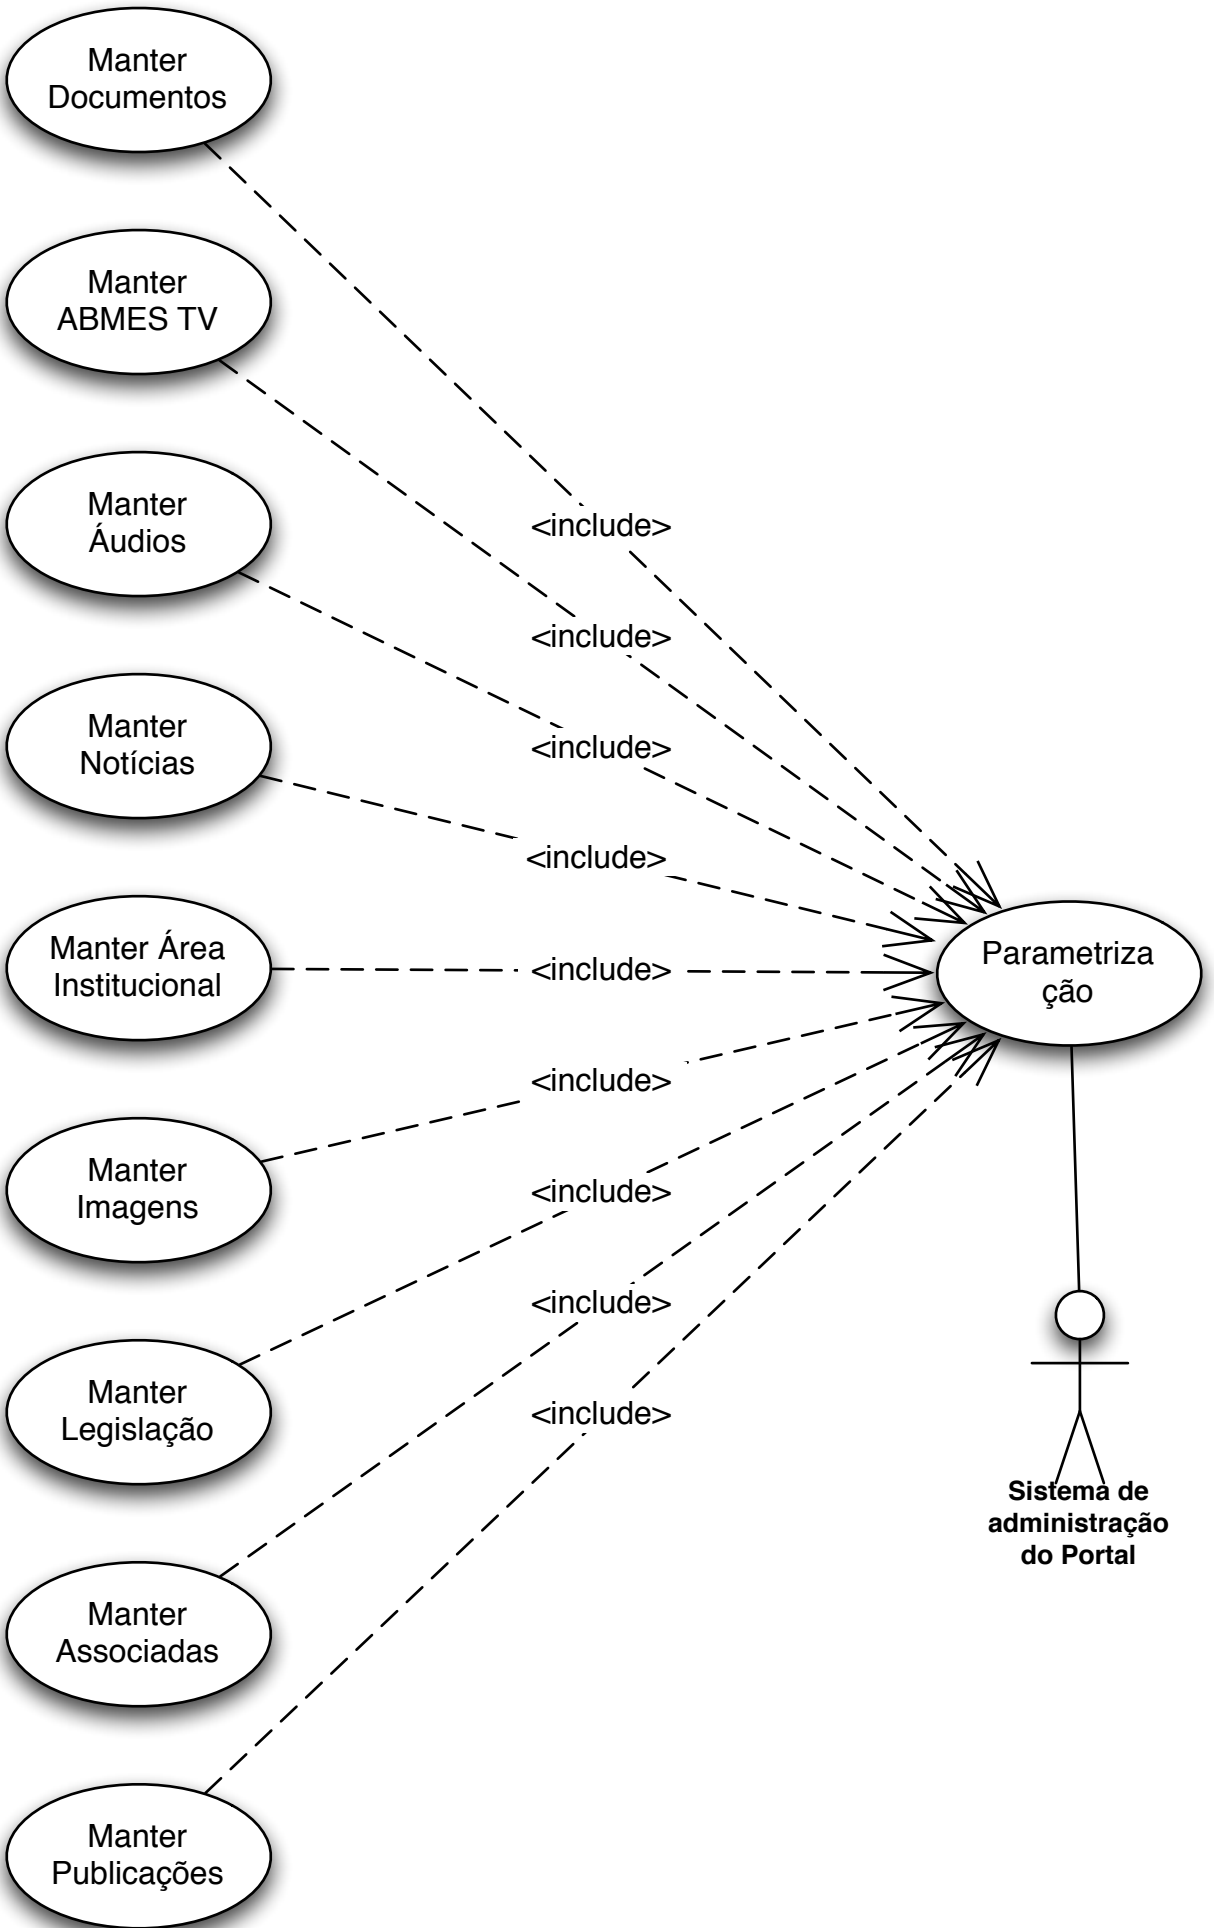 Manter
Documentos
Manter
ABMES TV
Manter
Áudios
<include>
<include>
Manter
Notícias
<include>
<include>
Manter Área
Institucional
<include>
Parametriza
ção
<include>
Manter
Imagens
<include>
<include>
Manter
Legislação
<include>
Sistema de
administração
do Portal
Manter
Associadas
Manter
Publicações